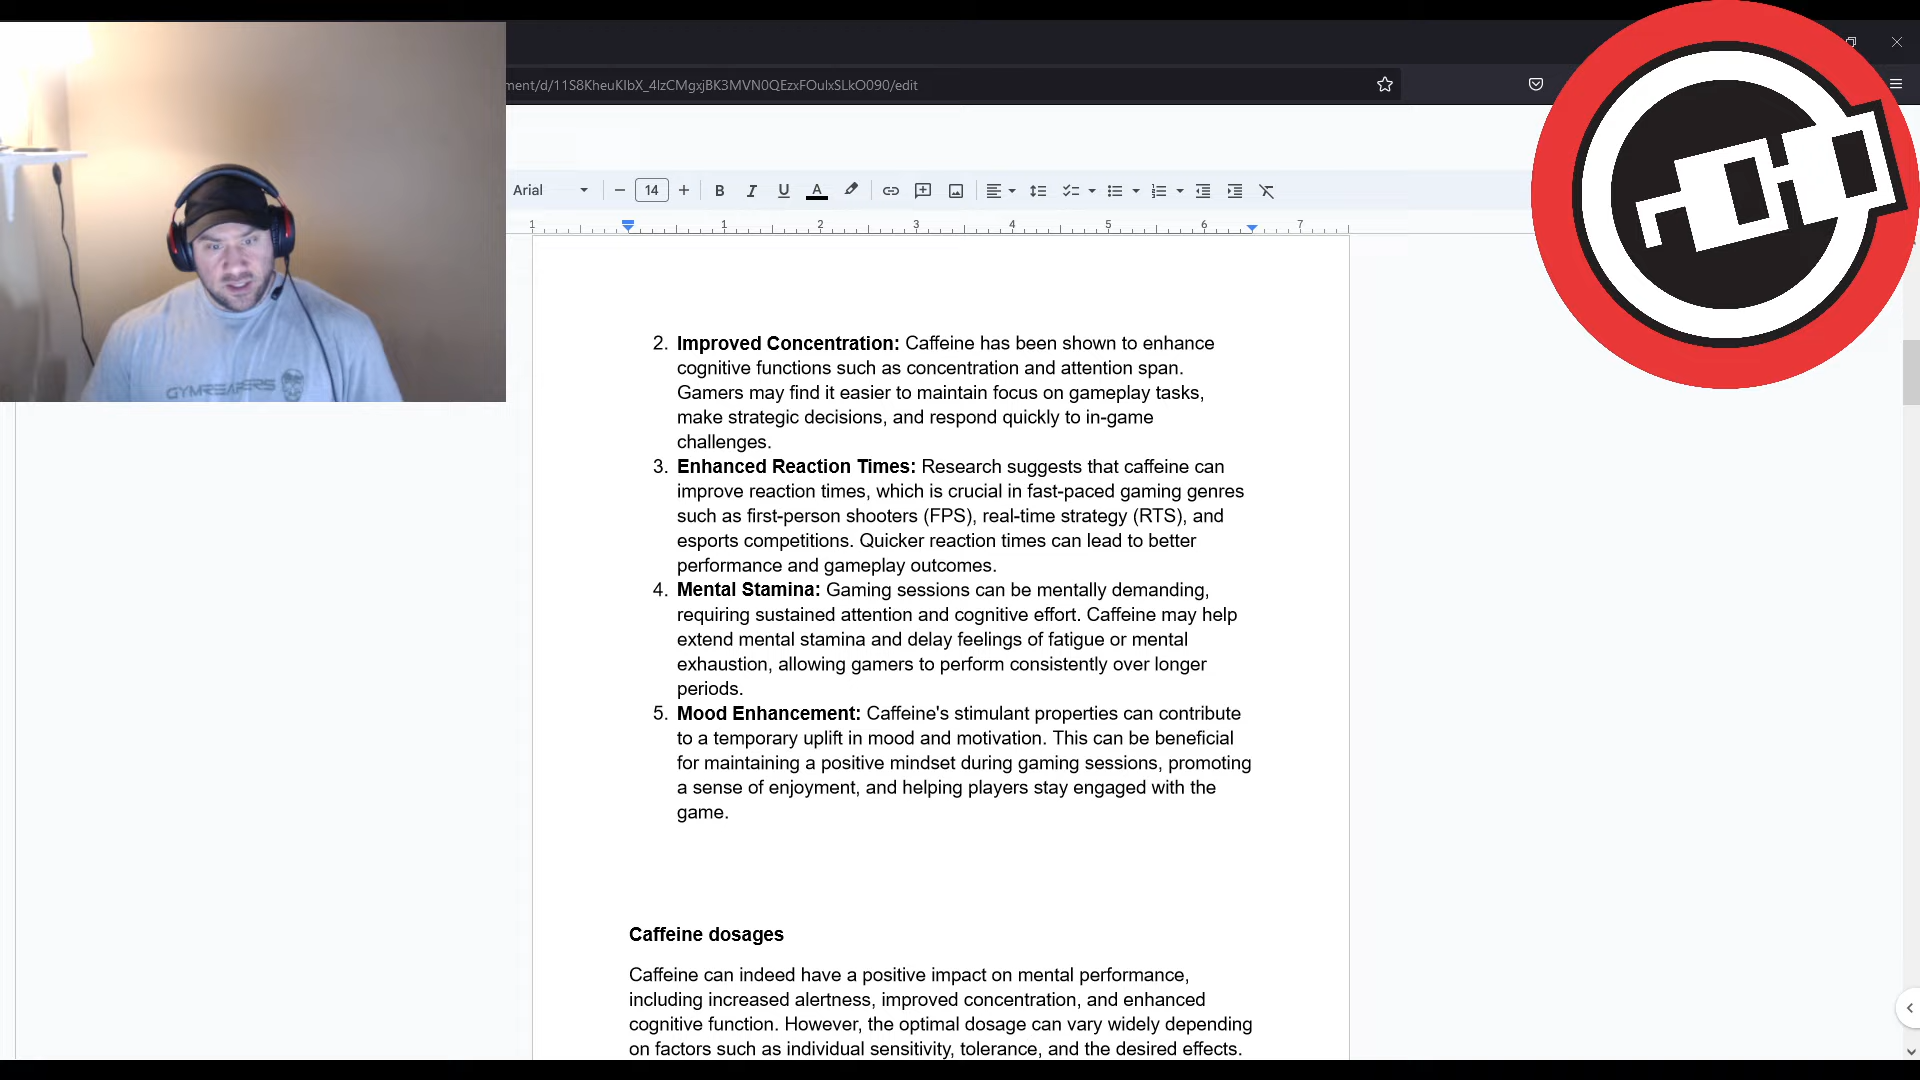 ment/d/11S8KheuKIbX_4lzCMgxjBK3MVN0QEzxFOulxSLkO090/edit
Arial
14
B I U A
1 1 2 3 4 5 6 7
GYMREAPERS
2. Improved Concentration: Caffeine has been shown to enhance
cognitive functions such as concentration and attention span.
Gamers may find it easier to maintain focus on gameplay tasks,
make strategic decisions, and respond quickly to in-game
challenges.
3. Enhanced Reaction Times: Research suggests that caffeine can
improve reaction times, which is crucial in fast-paced gaming genres
such as first-person shooters (FPS), real-time strategy (RTS), and
esports competitions. Quicker reaction times can lead to better
performance and gameplay outcomes.
4. Mental Stamina: Gaming sessions can be mentally demanding,
requiring sustained attention and cognitive effort. Caffeine may help
extend mental stamina and delay feelings of fatigue or mental
exhaustion, allowing gamers to perform consistently over longer
periods.
5. Mood Enhancement: Caffeine's stimulant properties can contribute
to a temporary uplift in mood and motivation. This can be beneficial
for maintaining a positive mindset during gaming sessions, promoting
a sense of enjoyment, and helping players stay engaged with the
game.
Caffeine dosages
Caffeine can indeed have a positive impact on mental performance,
including increased alertness, improved concentration, and enhanced
cognitive function. However, the optimal dosage can vary widely depending
on factors such as individual sensitivity, tolerance, and the desired effects.